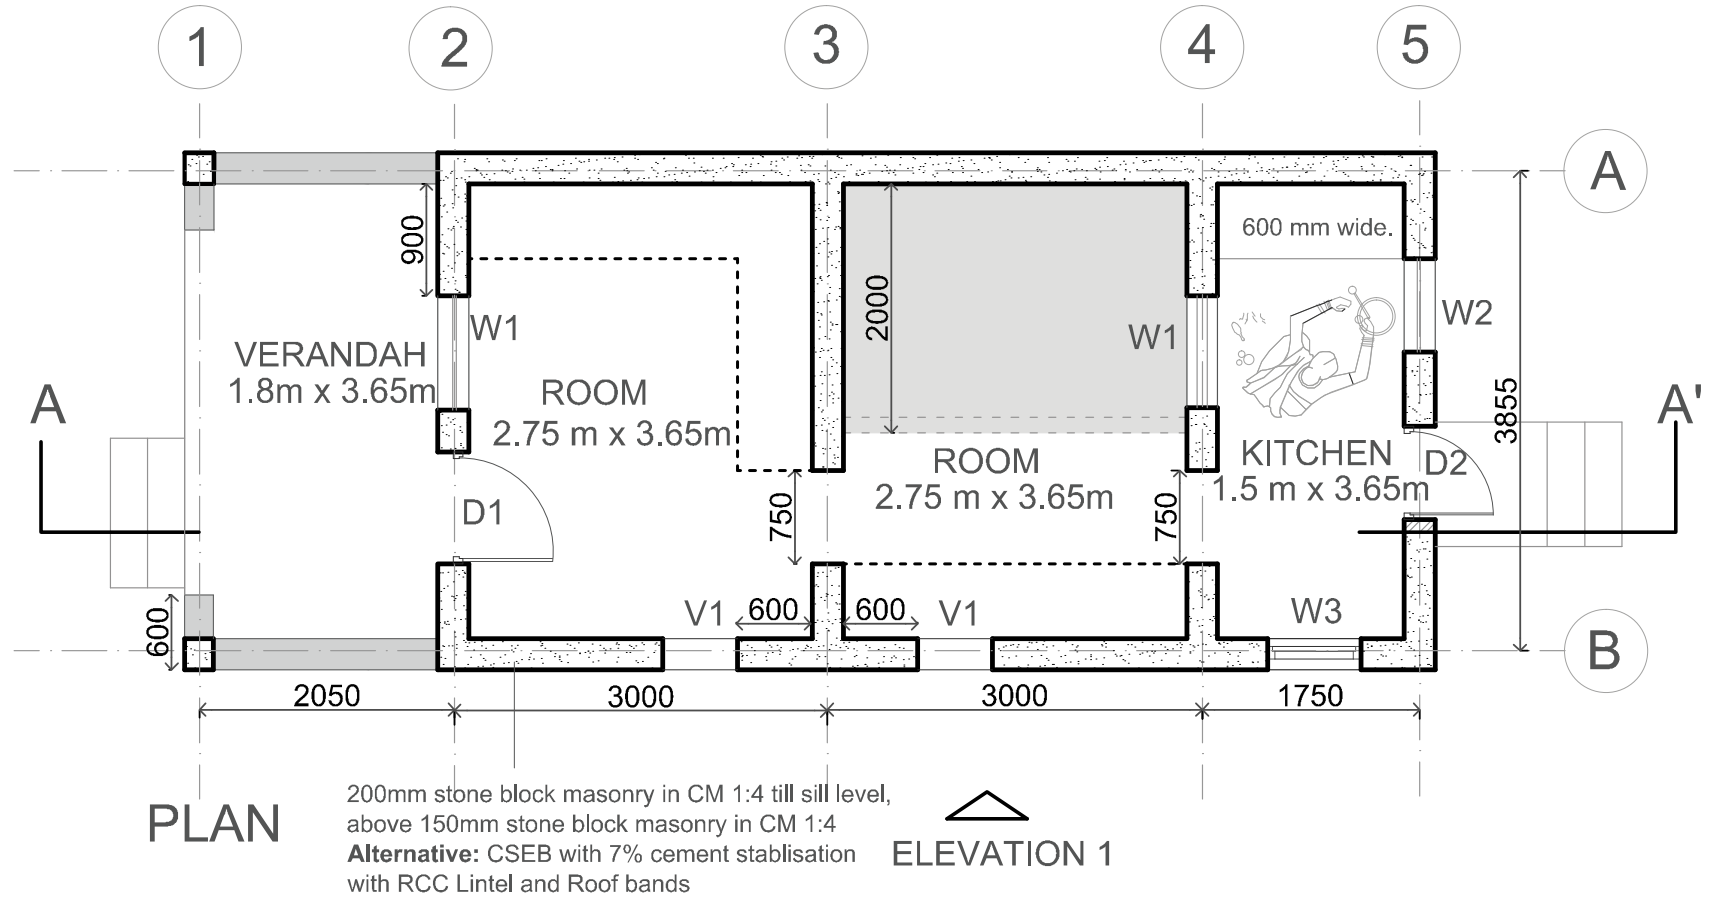 1 2 3 4 5
A
600 mm wide.
900
2000
W1
W1
W2
VERANDAH
1.8m x 3.65m
ROOM
2.75 m x 3.65m
3855
A
A'
ROOM
2.75 m x 3.65m
KITCHEN
1.5 m x 3.65m
D2
D1
750
750
V1
600
600
V1
W3
600
B
2050
3000
3000
1750
PLAN
200mm stone block masonry in CM 1:4 till sill level,
above 150mm stone block masonry in CM 1:4
Alternative: CSEB with 7% cement stablisation
with RCC Lintel and Roof bands
ELEVATION 1